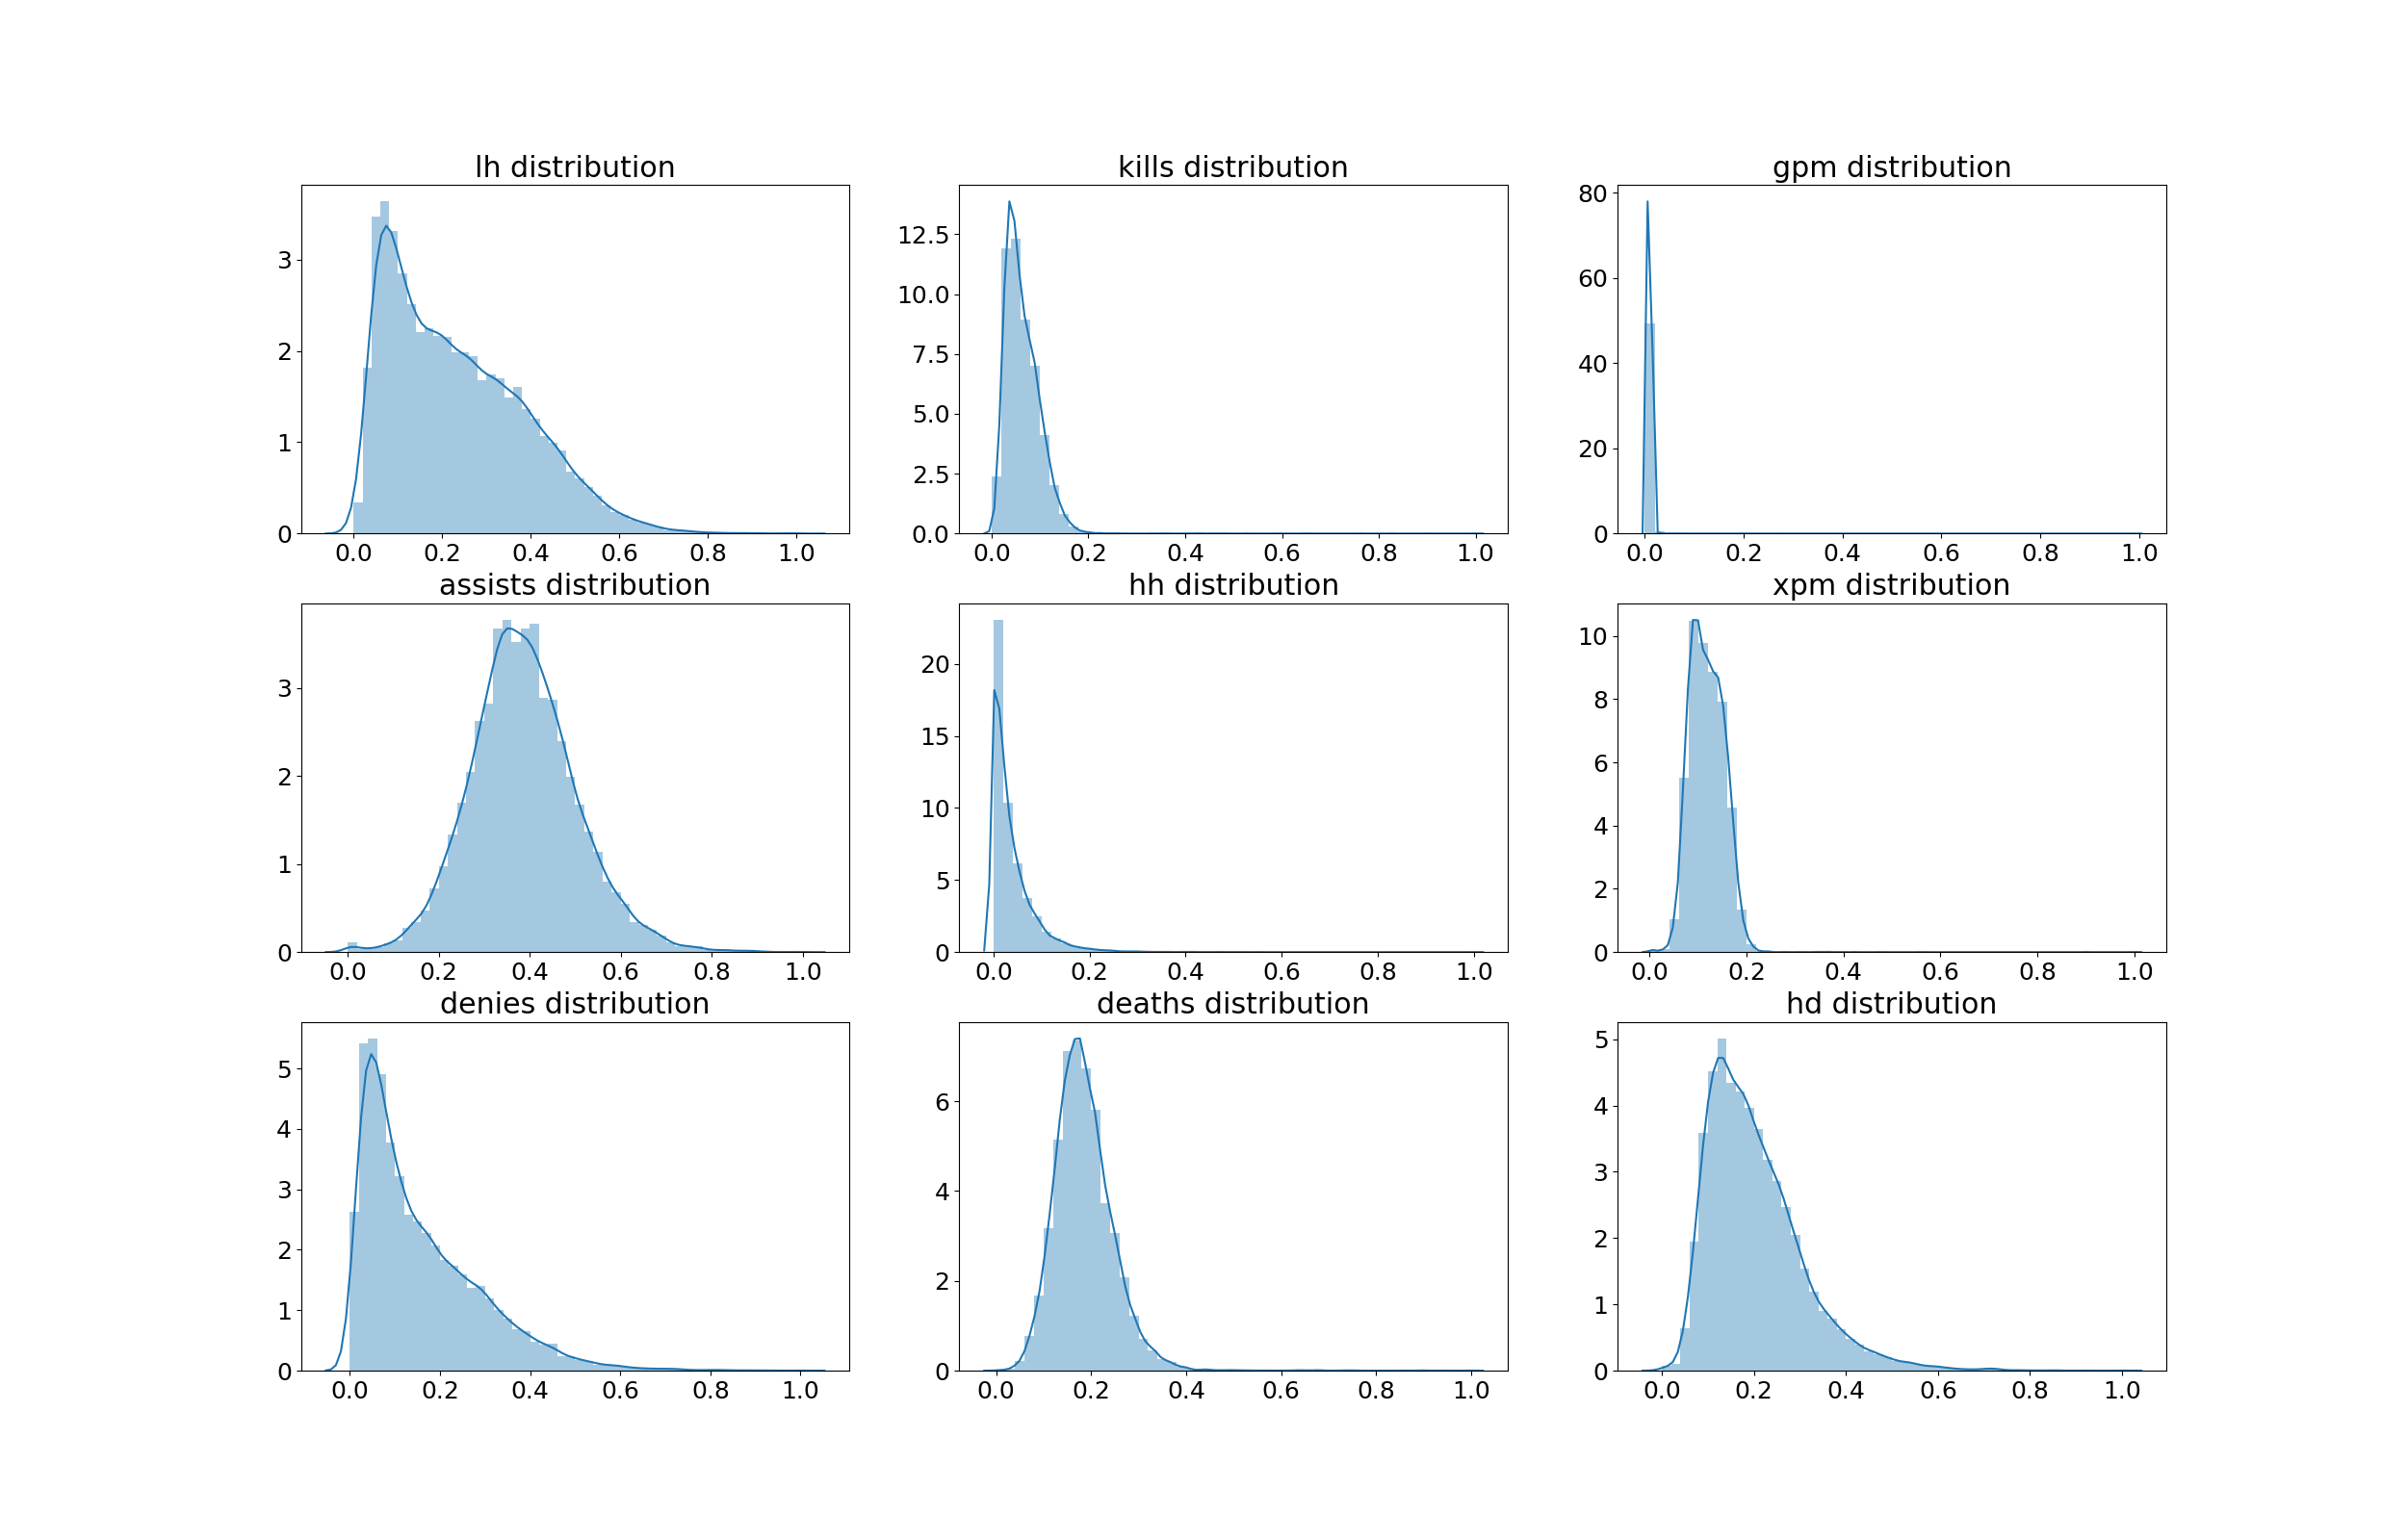 lh distribution
3
2
1
0
0.0 0.2 0.4 0.6 0.8 1.0
kills distribution
12.5
10.0
7.5
5.0
2.5
0.0
0.0 0.2 0.4 0.6 0.8 1.0
gpm distribution
80
60
40
20
0
0.0 0.2 0.4 0.6 0.8 1.0
assists distribution
3
2
1
0
0.0 0.2 0.4 0.6 0.8 1.0
hh distribution
20
15
10
5
0
0.0 0.2 0.4 0.6 0.8 1.0
xpm distribution
10
8
6
4
2
0
0.0 0.2 0.4 0.6 0.8 1.0
denies distribution
5
4
3
2
1
0
0.0 0.2 0.4 0.6 0.8 1.0
deaths distribution
6
4
2
0
0.0 0.2 0.4 0.6 0.8 1.0
hd distribution
5
4
3
2
1
0
0.0 0.2 0.4 0.6 0.8 1.0